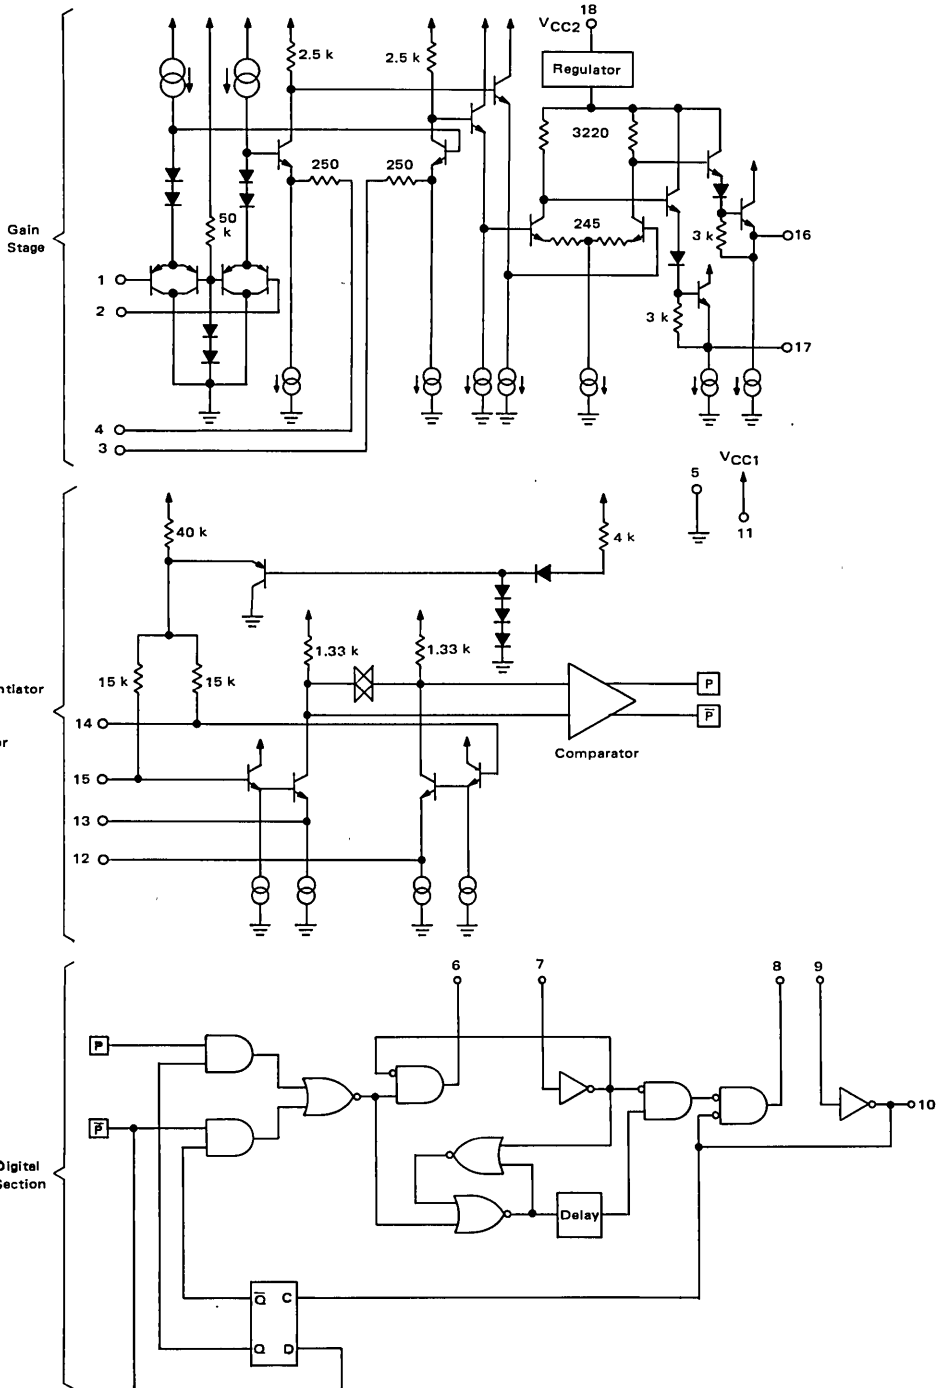 18
VCC2
Regulator
2.5 k
2.5 k
3220
250
250
50
k
245
3 k
16
Gain
Stage
1
2
3 k
17
4
3
VCC1
5
11
40 k
4 k
1.33 k
1.33 k
15 k
15 k
ntiator
or
P
P̅
14
Comparator
15
13
12
6
7
8
9
P
10
P̅
Digital
Section
Delay
Q̅ C
Q D